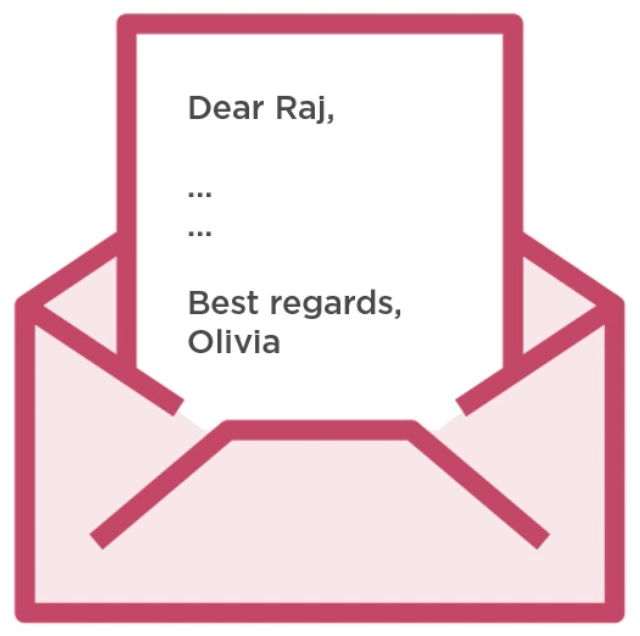 Dear Raj,
...
...
Best regards,
Olivia